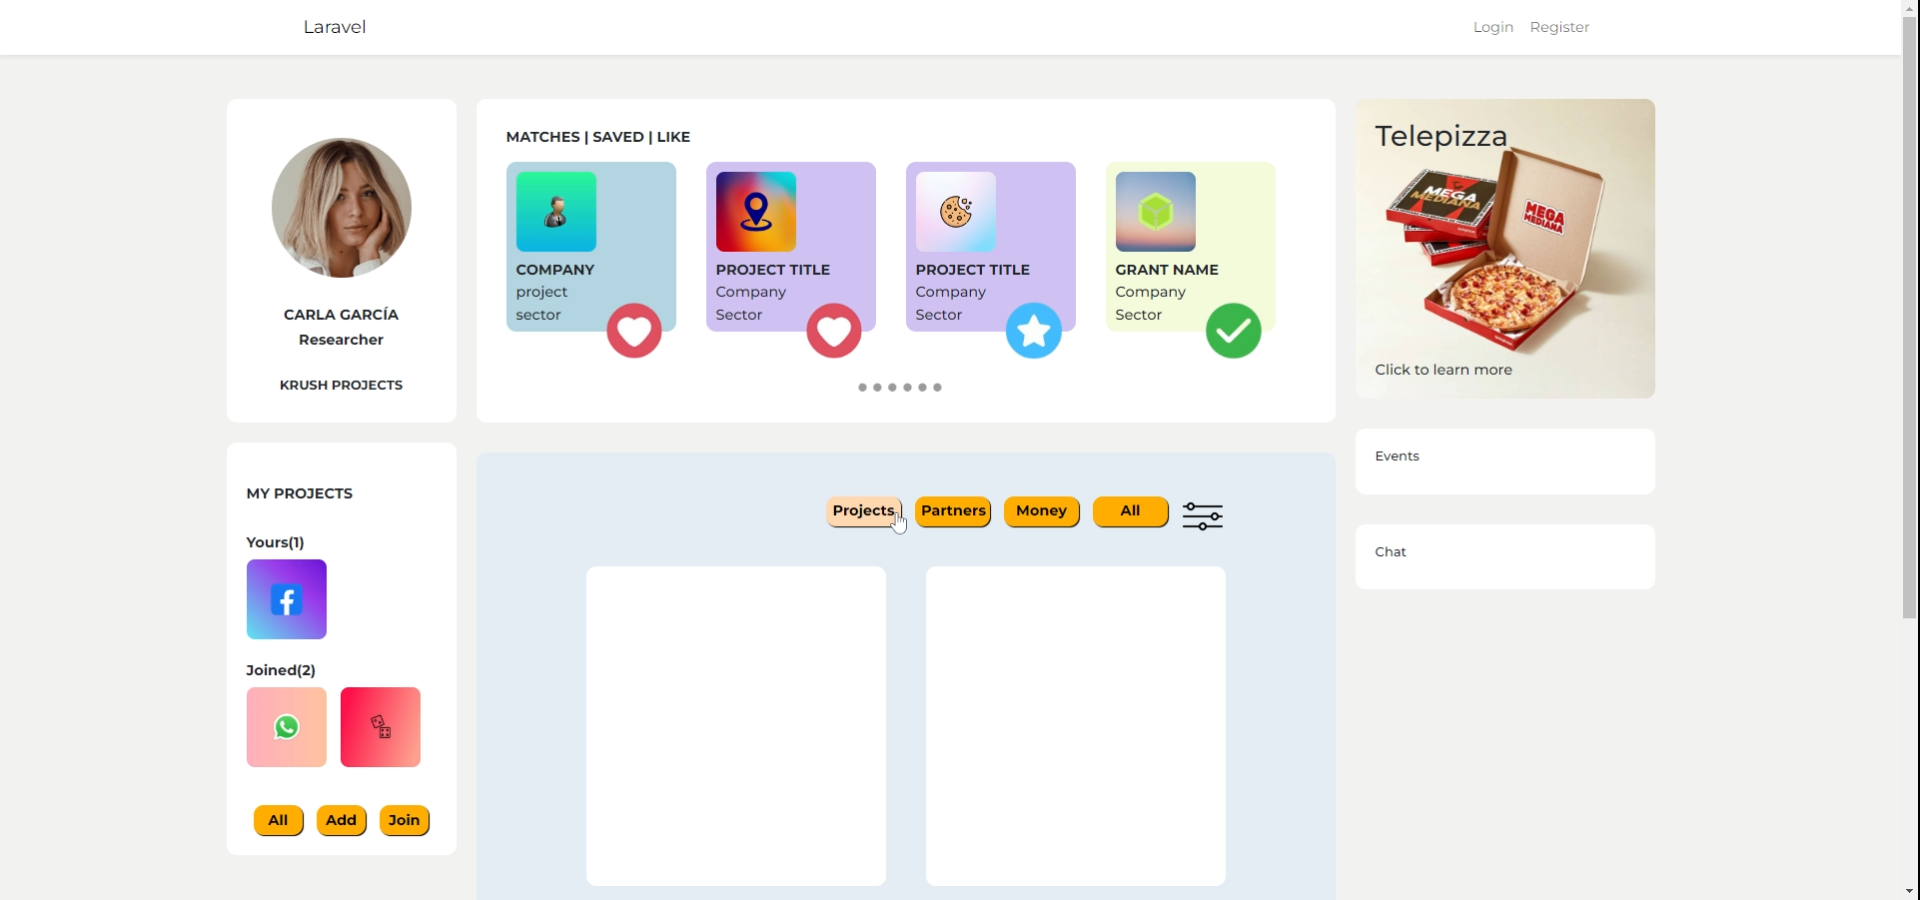 Laravel
Login Register
CARLA GARCÍA
Researcher
KRUSH PROJECTS
MATCHES | SAVED | LIKE
COMPANY
project
sector
PROJECT TITLE
Company
Sector
PROJECT TITLE
Company
Sector
GRANT NAME
Company
Sector
Telepizza
MEGA
MEDIANA
MEGA
MEDIANA
Click to learn more
MY PROJECTS
Yours(1)
Joined(2)
All Add Join
Projects Partners Money All
Events
Chat